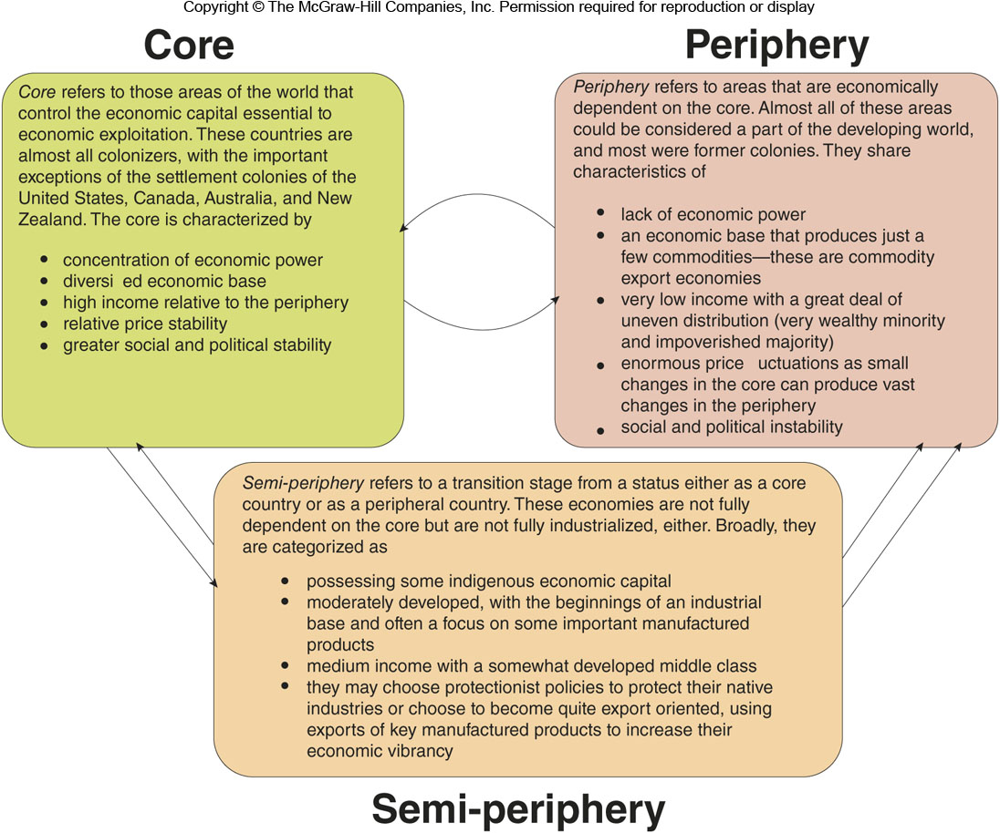 Copyright © The McGraw-Hill Companies, Inc. Permission required for reproduction or display
Core
Core refers to those areas of the world that
control the economic capital essential to
economic exploitation. These countries are
almost all colonizers, with the important
exceptions of the settlement colonies of the
United States, Canada, Australia, and New
Zealand. The core is characterized by
• concentration of economic power
• diversi ed economic base
• high income relative to the periphery
• relative price stability
• greater social and political stability
Periphery
Periphery refers to areas that are economically
dependent on the core. Almost all of these areas
could be considered a part of the developing world,
and most were former colonies. They share
characteristics of
• lack of economic power
• an economic base that produces just a
few commodities—these are commodity
export economies
• very low income with a great deal of
uneven distribution (very wealthy minority
and impoverished majority)
• enormous price uctuations as small
changes in the core can produce vast
changes in the periphery
• social and political instability
Semi-periphery refers to a transition stage from a status either as a core
country or as a peripheral country. These economies are not fully
dependent on the core but are not fully industrialized, either. Broadly, they
are categorized as
• possessing some indigenous economic capital
• moderately developed, with the beginnings of an industrial
base and often a focus on some important manufactured
products
• medium income with a somewhat developed middle class
• they may choose protectionist policies to protect their native
industries or choose to become quite export oriented, using
exports of key manufactured products to increase their
economic vibrancy
Semi-periphery